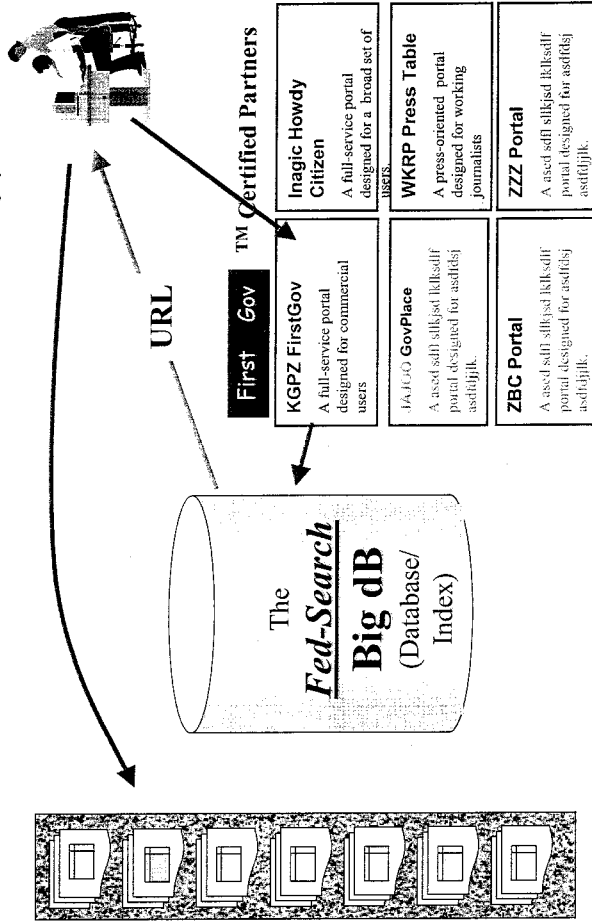 URL
First Gov
™ Certified Partners
KGPZ FirstGov
A full-service portal
designed for commercial
users
Inagic Howdy
Citizen
A full-service portal
designed for a broad set of
users.
JAJGO GovPlace
A ased sdfl sllkjsd lklksdlf
portal designed for asdfdsj
asdfdjjlk.
WKRP Press Table
A press-oriented portal
designed for working
journalists
ZBC Portal
A ased sdfl sllkjsd lklksdlf
portal designed for asdfdsj
asdfdjjlk.
ZZZ Portal
A ased sdfl sllkjsd lklksdlf
portal designed for asdfdsj
asdfdjjlk.
The
Fed-Search
Big dB
(Database/
Index)